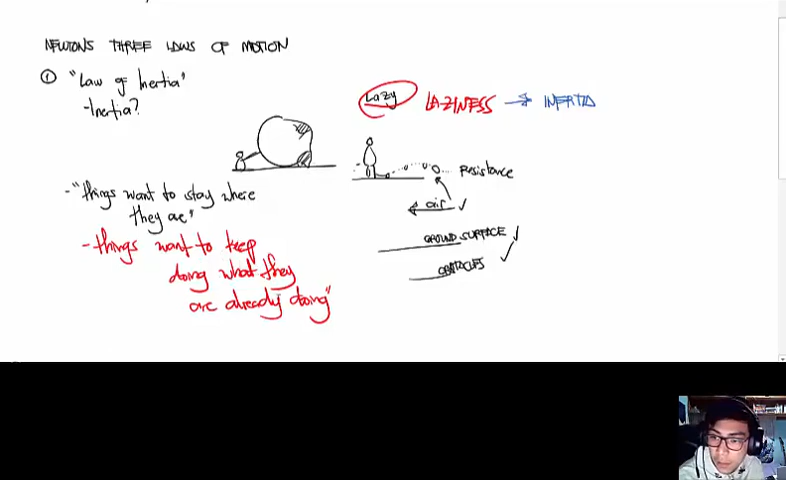 NEWTONS THREE LAWS OF MOTION
① "Law of Inertia"
-Inertia?
Lazy LAZINESS → INERTIA
Resistance
- "things want to stay where
they are"
air ✓
GROUND SURFACE ✓
OBSTACLES ✓
- things want to keep
doing what they
are already doing"